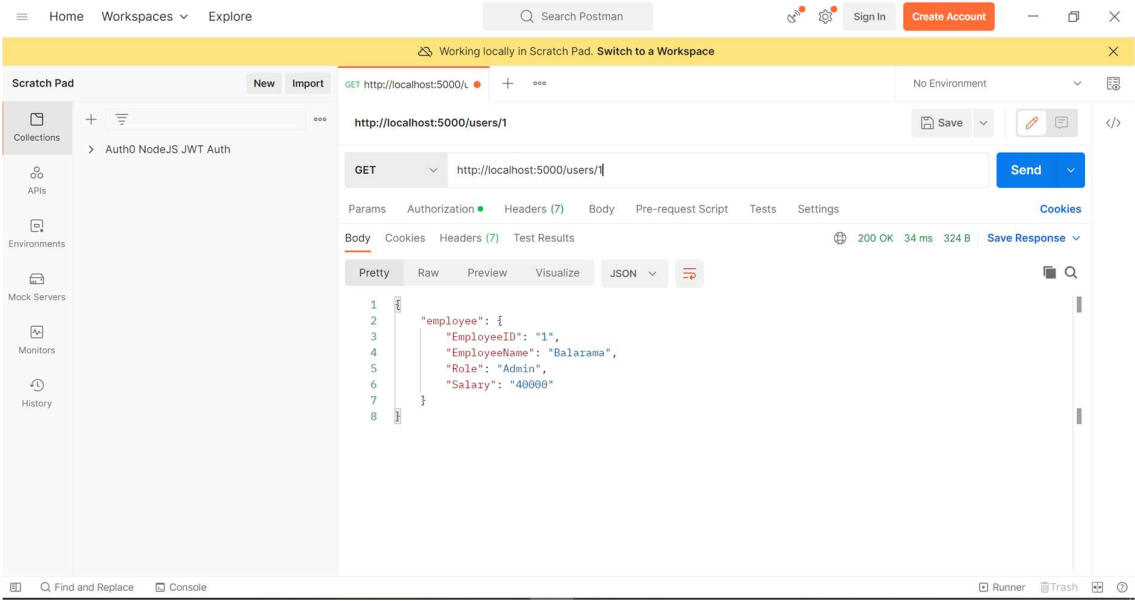 Home Workspaces Explore Search Postman Sign In Create Account
Working locally in Scratch Pad. Switch to a Workspace
Scratch Pad New Import GET http://localhost:5000/u No Environment
http://localhost:5000/users/1 Save
Collections
Auth0 NodeJS JWT Auth
GET http://localhost:5000/users/1 Send
APIs
Params Authorization Headers (7) Body Pre-request Script Tests Settings Cookies
Body Cookies Headers (7) Test Results 200 OK 34 ms 324 B Save Response
Environments
Pretty Raw Preview Visualize JSON
Mock Servers
Monitors
History
1 {
2 "employee": {
3 "EmployeeID": "1",
4 "EmployeeName": "Balarama",
5 "Role": "Admin",
6 "Salary": "40000"
7 }
8 }
Find and Replace Console Runner Trash